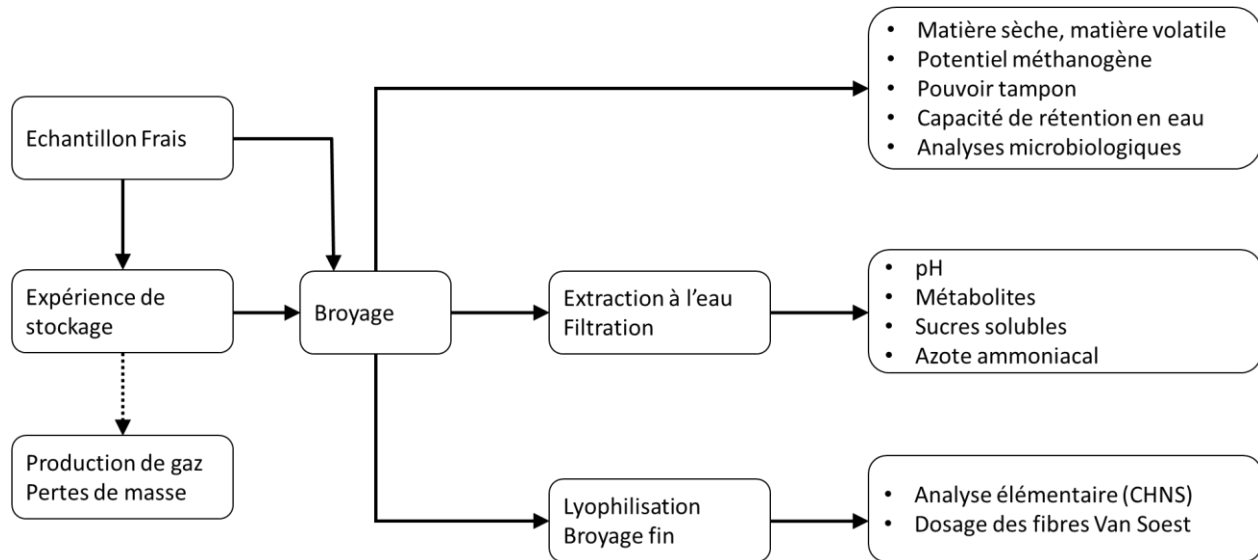 Echantillon Frais
Expérience de
stockage
Production de gaz
Pertes de masse
Broyage
• Matière sèche, matière volatile
• Potentiel méthanogène
• Pouvoir tampon
• Capacité de rétention en eau
• Analyses microbiologiques
Extraction à l’eau
Filtration
• pH
• Métabolites
• Sucres solubles
• Azote ammoniacal
Lyophilisation
Broyage fin
• Analyse élémentaire (CHNS)
• Dosage des fibres Van Soest